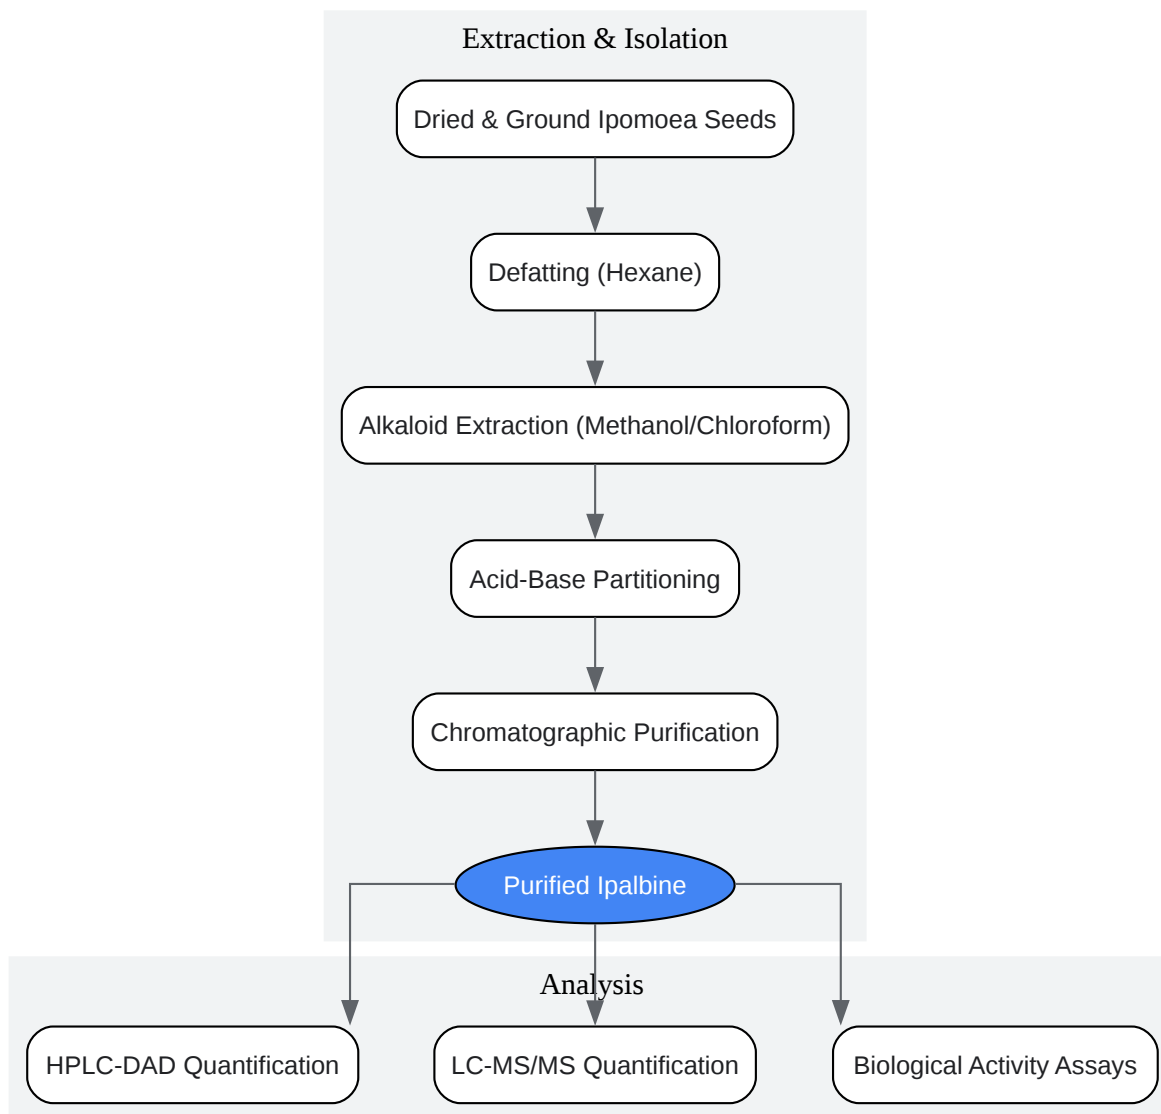 Extraction & Isolation
Dried & Ground Ipomoea Seeds
Defatting (Hexane)
Alkaloid Extraction (Methanol/Chloroform)
Acid-Base Partitioning
Chromatographic Purification
Purified Ipalbine
Analysis
HPLC-DAD Quantification
LC-MS/MS Quantification
Biological Activity Assays